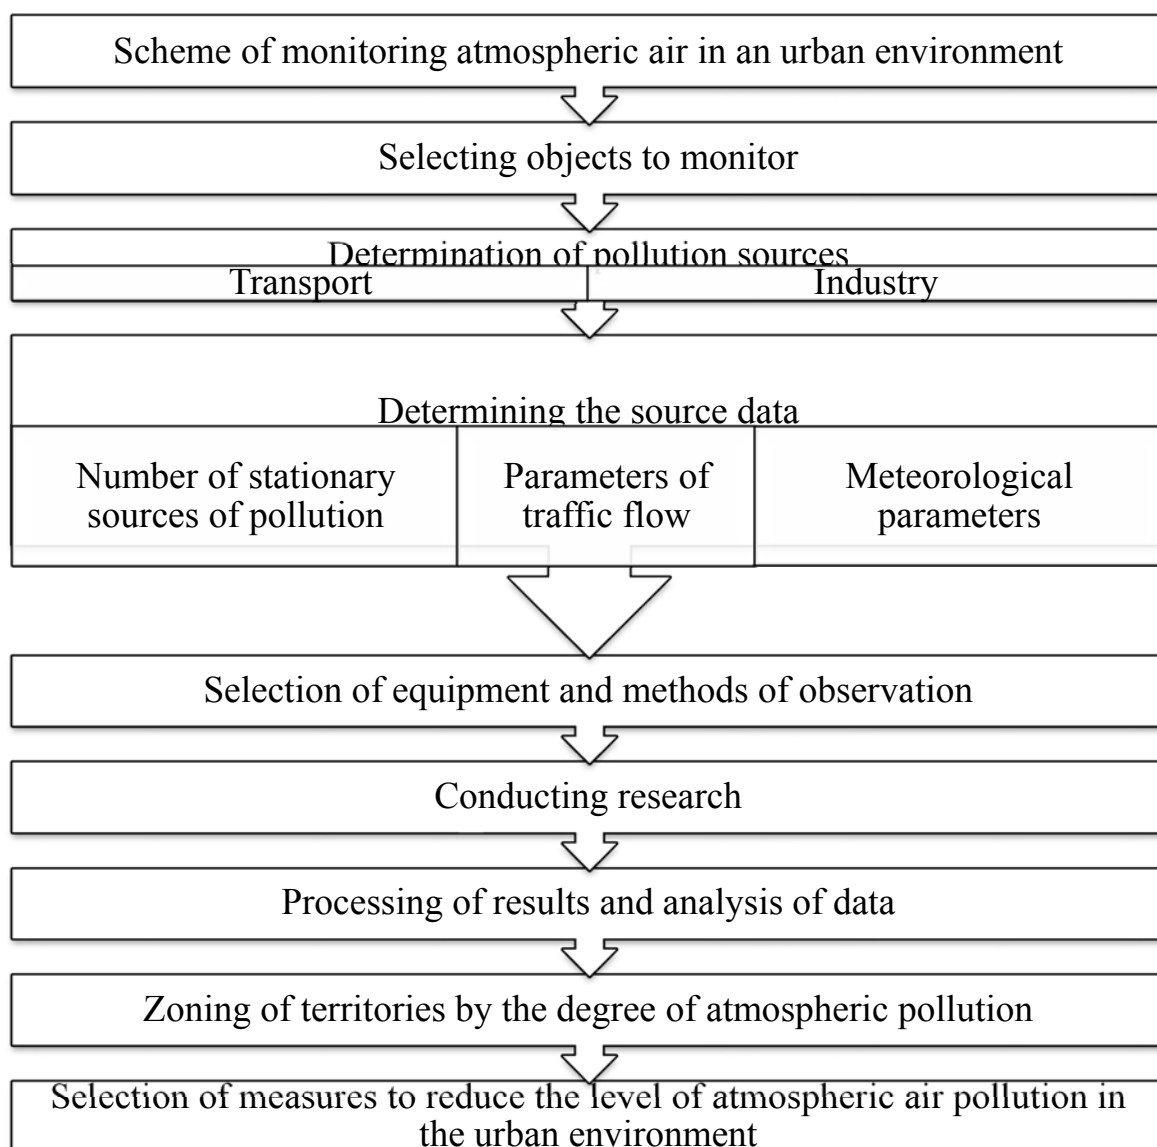 Scheme of monitoring atmospheric air in an urban environment
Selecting objects to monitor
Determination of pollution sources
Transport
Industry
Determining the source data
Number of stationary
sources of pollution
Parameters of
traffic flow
Meteorological
parameters
Selection of equipment and methods of observation
Conducting research
Processing of results and analysis of data
Zoning of territories by the degree of atmospheric pollution
Selection of measures to reduce the level of atmospheric air pollution in
the urban environment